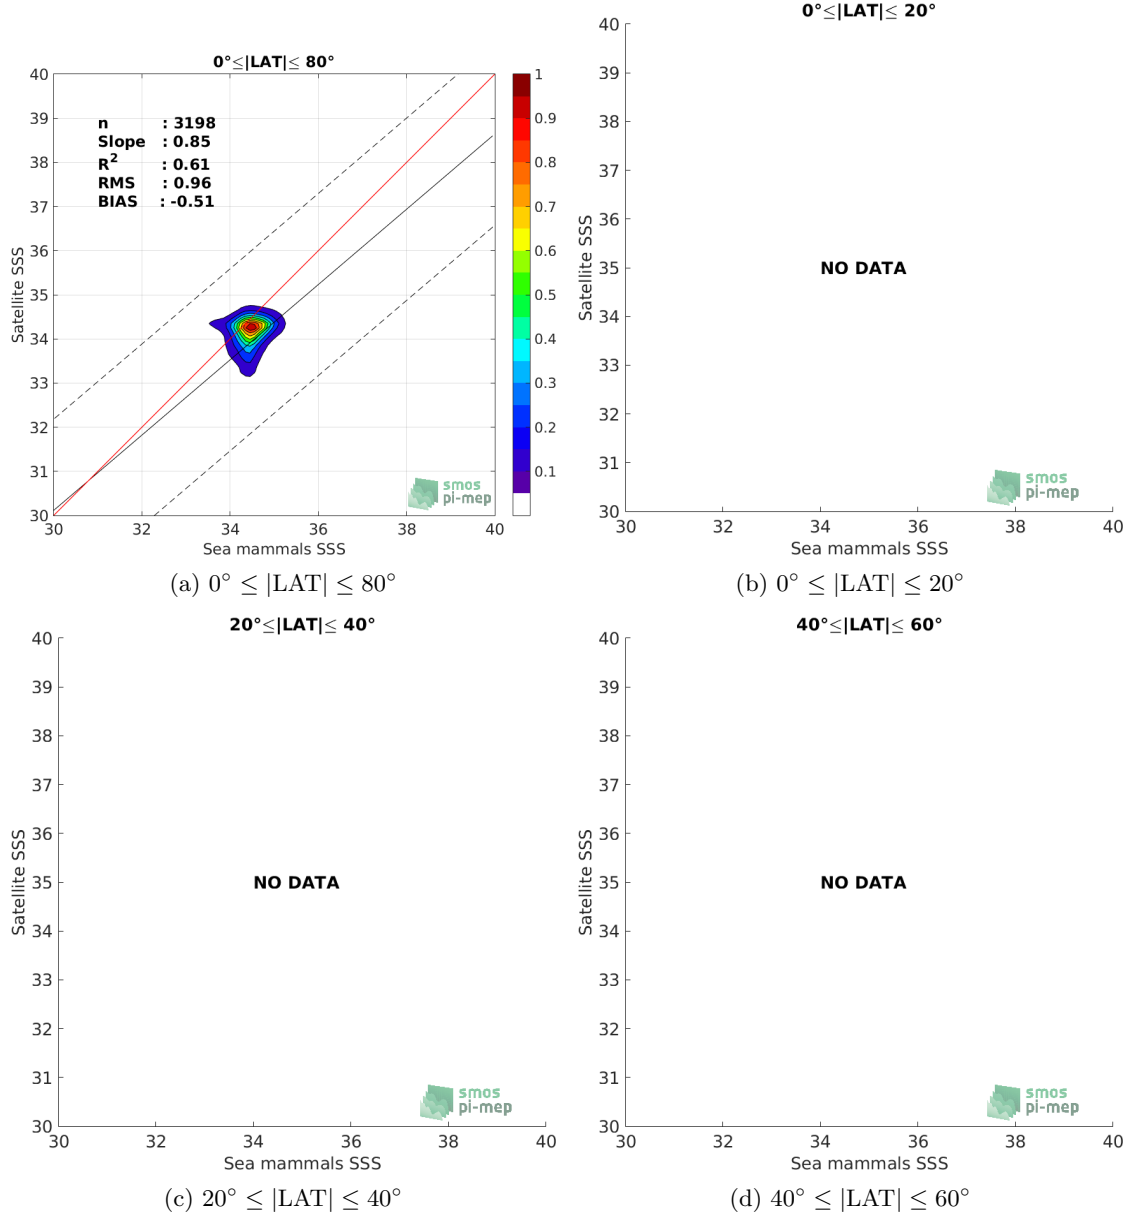 0°≤|LAT|≤ 80°
40
39
38
37
36
35
34
33
32
31
30
30
32
34
36
38
40
Satellite SSS
Sea mammals SSS
n : 3198
Slope : 0.85
R² : 0.61
RMS : 0.96
BIAS : -0.51
1
0.9
0.8
0.7
0.6
0.5
0.4
0.3
0.2
0.1
smos
pi-mep
(a) 0° ≤ |LAT| ≤ 80°
0°≤|LAT|≤ 20°
40
39
38
37
36
35
34
33
32
31
30
30
32
34
36
38
40
Satellite SSS
Sea mammals SSS
NO DATA
smos
pi-mep
(b) 0° ≤ |LAT| ≤ 20°
20°≤|LAT|≤ 40°
40
39
38
37
36
35
34
33
32
31
30
30
32
34
36
38
40
Satellite SSS
Sea mammals SSS
NO DATA
smos
pi-mep
(c) 20° ≤ |LAT| ≤ 40°
40°≤|LAT|≤ 60°
40
39
38
37
36
35
34
33
32
31
30
30
32
34
36
38
40
Satellite SSS
Sea mammals SSS
NO DATA
smos
pi-mep
(d) 40° ≤ |LAT| ≤ 60°